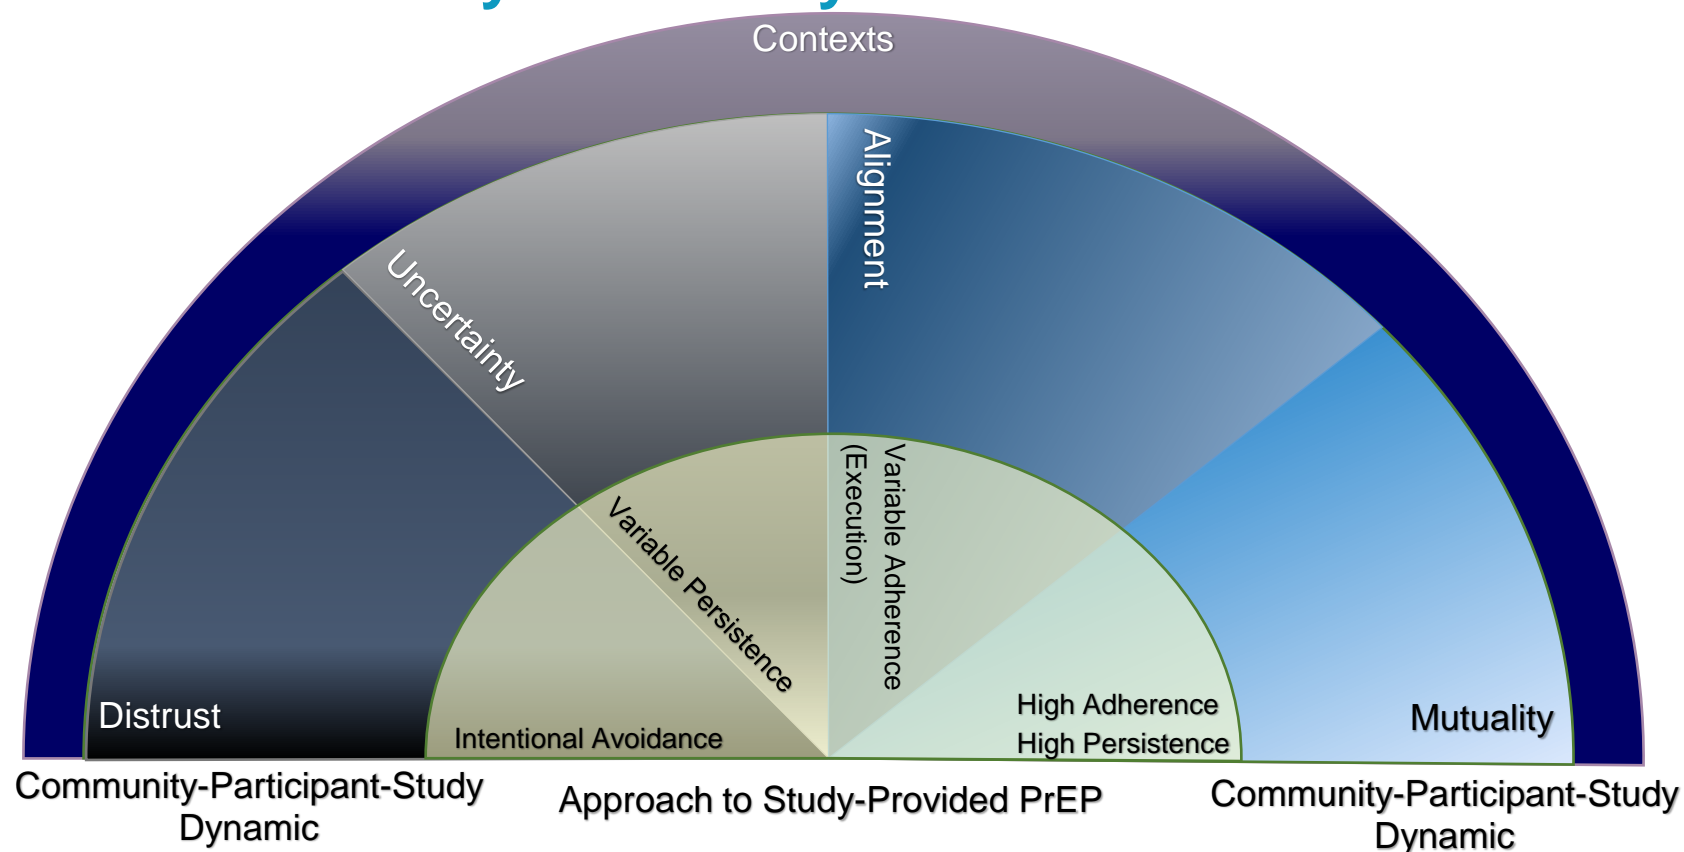 Contexts
Alignment
Uncertainty
Variable Adherence
(Execution)
Variable Persistence
Distrust
Intentional Avoidance
High Adherence
High Persistence
Mutuality
Community-Participant-Study
Dynamic
Approach to Study-Provided PrEP
Community-Participant-Study
Dynamic